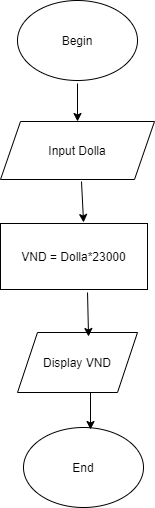 Begin
Input Dolla
VND = Dolla*23000
Display VND
End